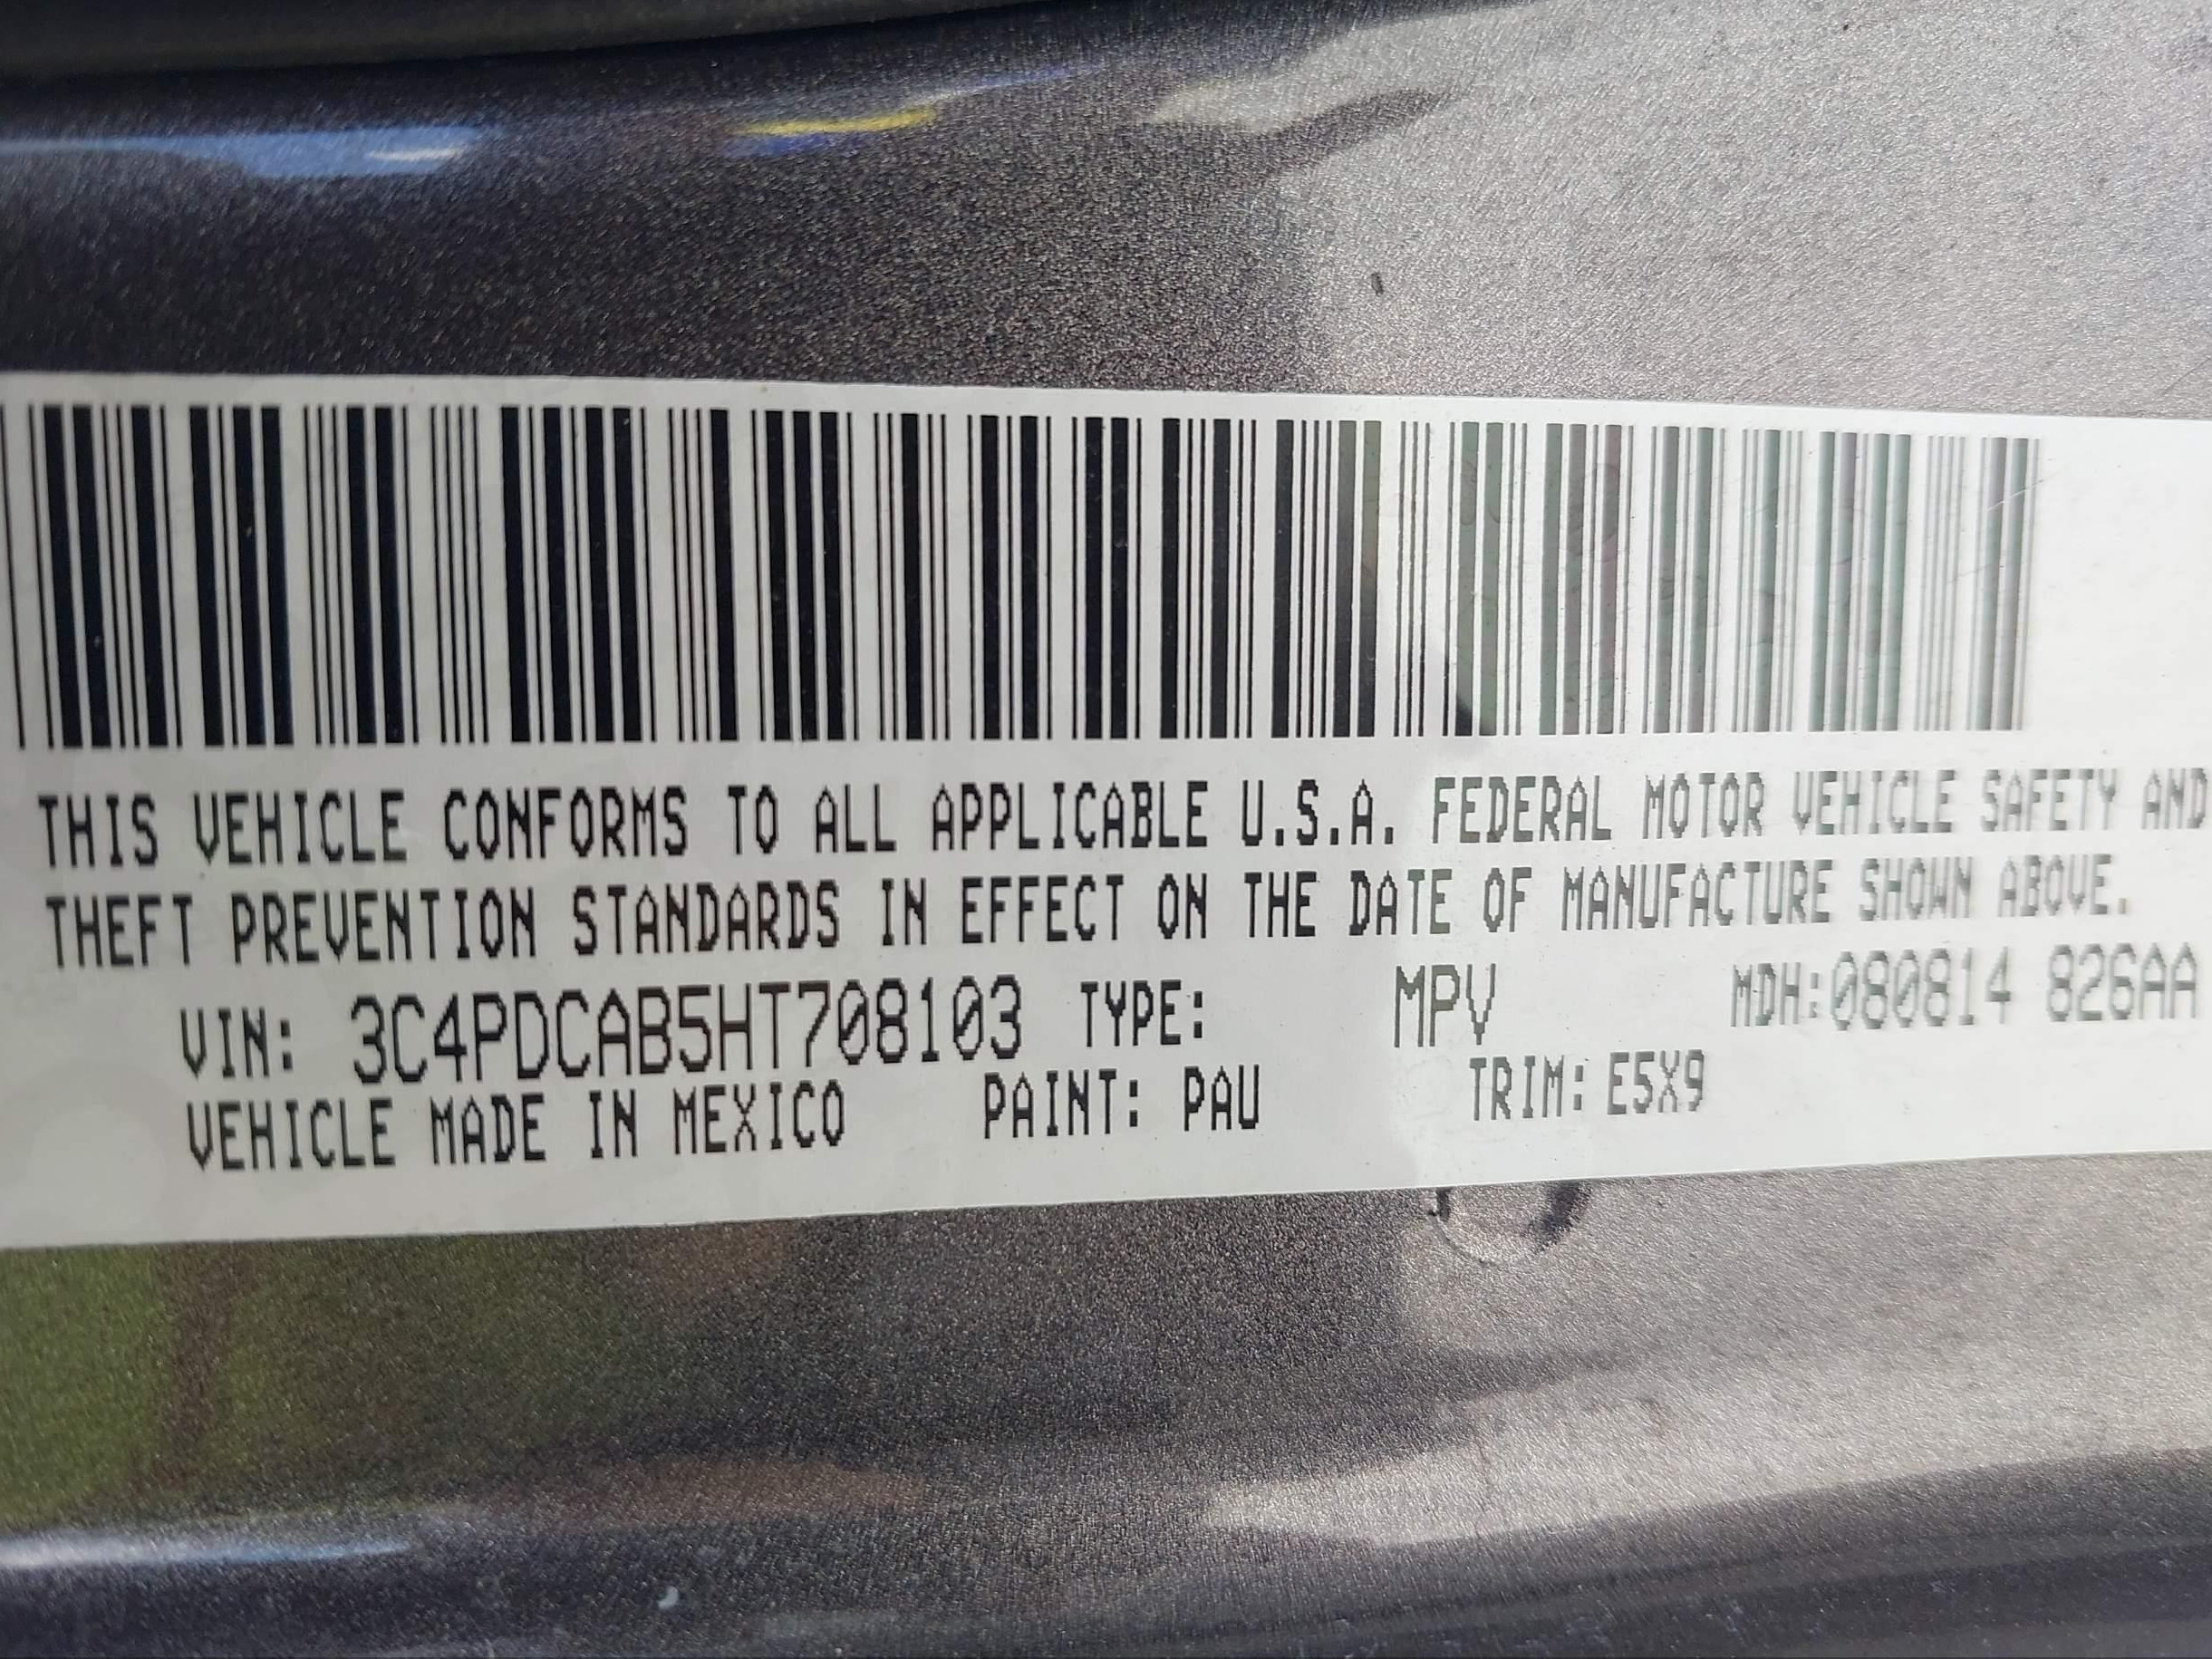 THIS VEHICLE CONFORMS TO ALL APPLICABLE U.S.A. FEDERAL MOTOR VEHICLE SAFETY AND
THEFT PREVENTION STANDARDS IN EFFECT ON THE DATE OF MANUFACTURE SHOWN ABOVE.
VIN: 3C4PDCAB5HT708103 TYPE: MPV MDH:080814 826AA
VEHICLE MADE IN MEXICO PAINT: PAU TRIM: E5X9